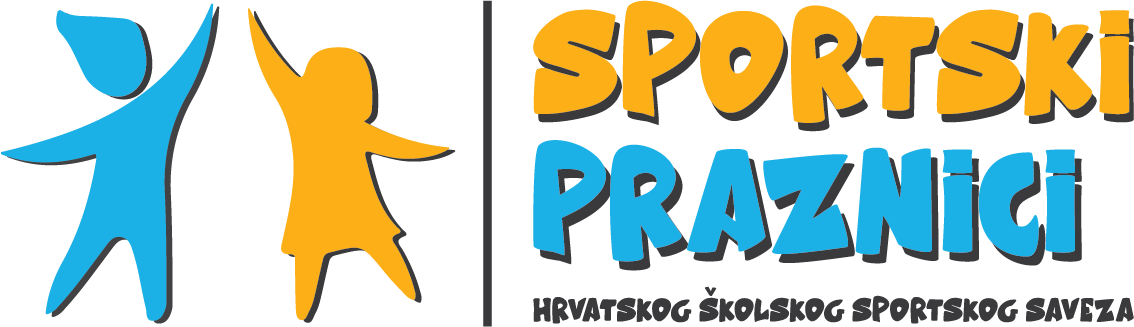 SPORTSKI
PRAZNICI
HRVATSKOG ŠKOLSKOG SPORTSKOG SAVEZA